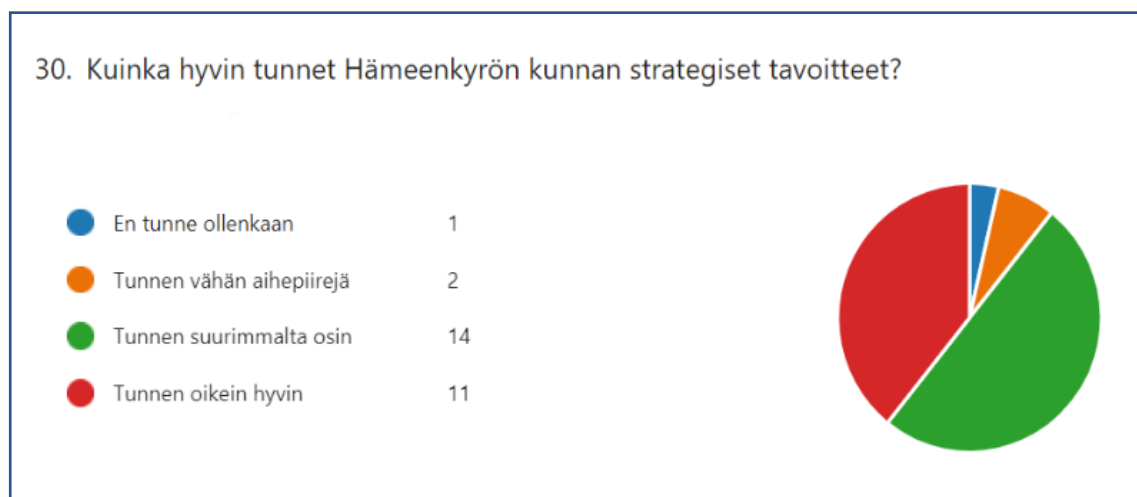 30. Kuinka hyvin tunnet Hämeenkyrön kunnan strategiset tavoitteet?
En tunne ollenkaan 1
Tunnen vähän aihepiirejä 2
Tunnen suurimmalta osin 14
Tunnen oikein hyvin 11